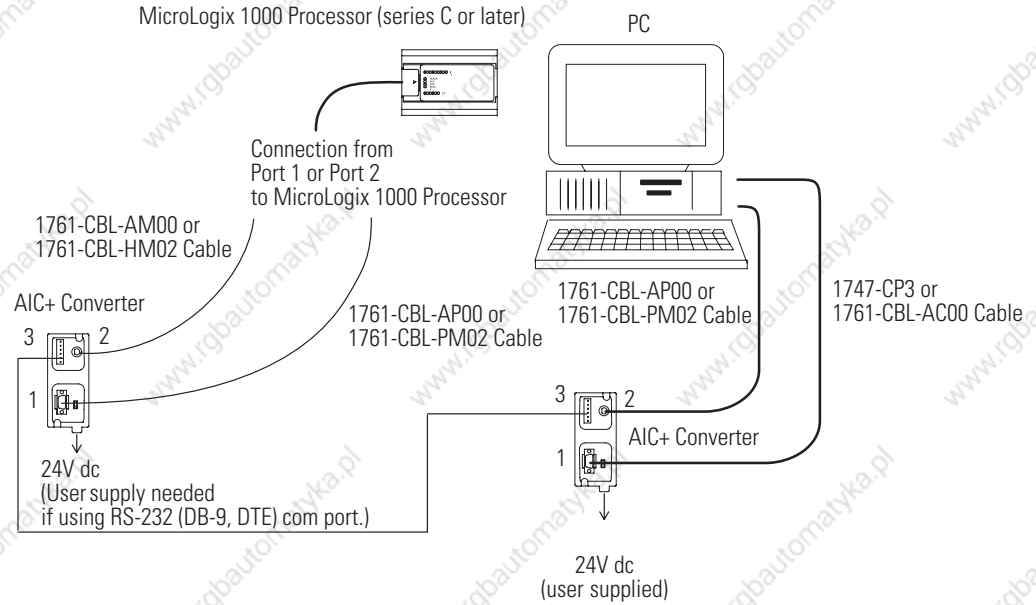 MicroLogix 1000 Processor (series C or later)
PC
Connection from
Port 1 or Port 2
to MicroLogix 1000 Processor
1761-CBL-AM00 or
1761-CBL-HM02 Cable
AIC+ Converter
3
2
1
1761-CBL-AP00 or
1761-CBL-PM02 Cable
1761-CBL-AP00 or
1761-CBL-PM02 Cable
1747-CP3 or
1761-CBL-AC00 Cable
3
2
1
AIC+ Converter
24V dc
(User supply needed
if using RS-232 (DB-9, DTE) com port.)
24V dc
(user supplied)
www.rgbautomatyka.pl